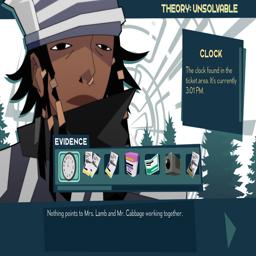 THEORY: UNSOLVABLE
CLOCK
The clock found in the
ticket area. It's currently
3:01 PM.
EVIDENCE
Nothing points to Mrs. Lamb and Mr. Cabbage working together.